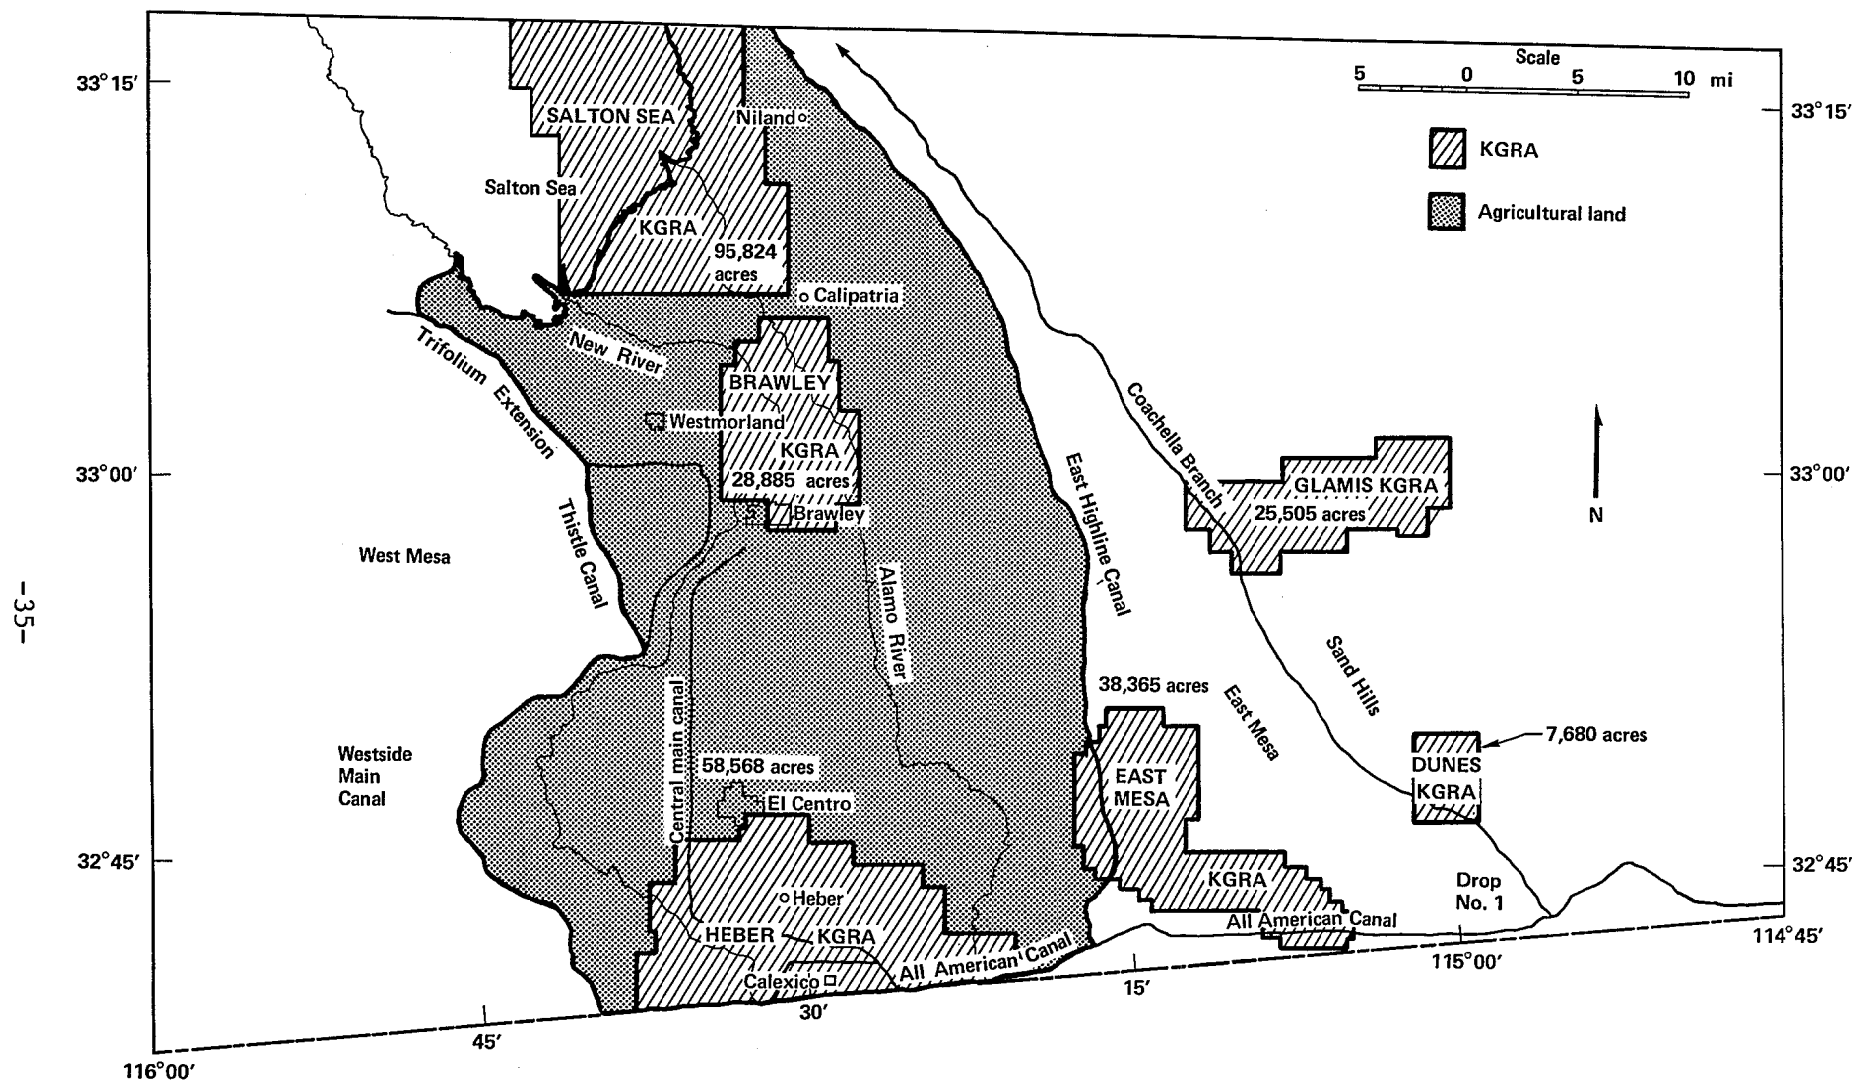 Scale
5 0 5 10 mi
33°15′
33°15′
SALTON SEA
Niland
KGRA
Salton Sea
Agricultural land
KGRA
95,824
acres
Calipatria
New River
Trifolium Extension
BRAWLEY
Westmorland
KGRA
28,885 acres
Brawley
33°00′
33°00′
Coachella Branch
East Highline Canal
GLAMIS KGRA
25,505 acres
N
Thistle Canal
West Mesa
Alamo River
-35-
Sand Hills
East Mesa
38,365 acres
Central main canal
Westside
Main
Canal
58,568 acres
El Centro
EAST
MESA
KGRA
7,680 acres
DUNES
KGRA
32°45′
32°45′
Drop
No. 1
Heber
HEBER KGRA
Calexico
All American Canal
All American Canal
116°00′
45′
30′
15′
115°00′
114°45′